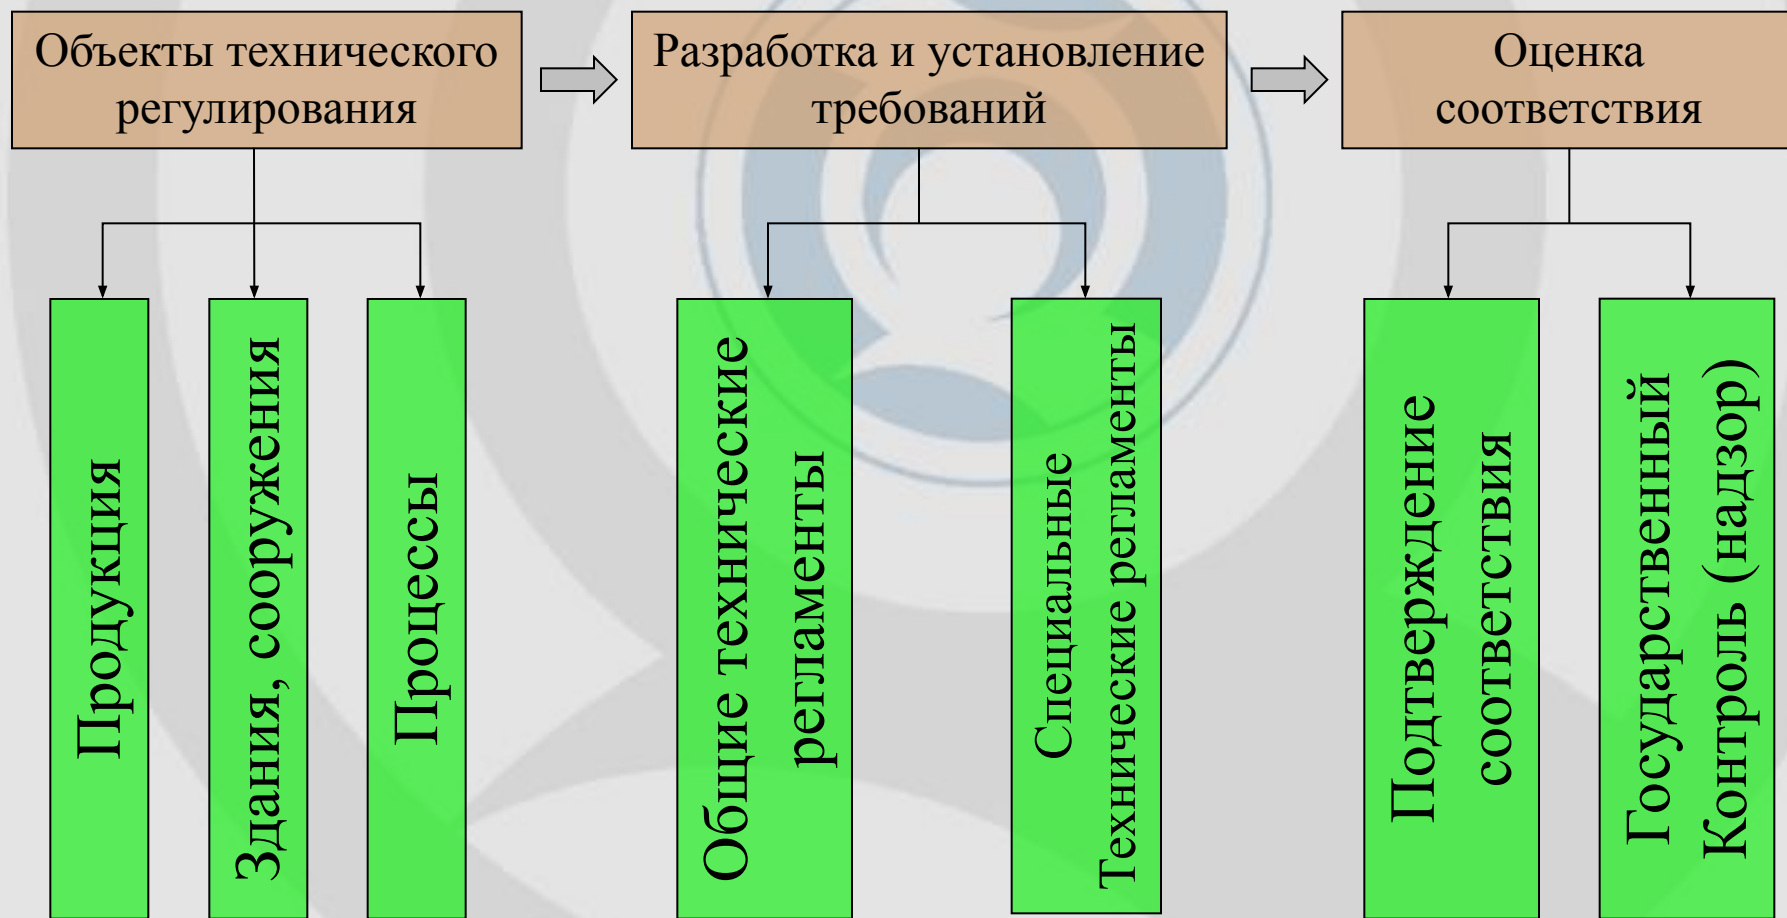 Объекты технического
регулирования
Разработка и установление
требований
Оценка
соответствия
Продукция
Здания, сооружения
Процессы
Общие технические
регламенты
Специальные
Технические регламенты
Подтверждение
соответствия
Государственный
Контроль (надзор)